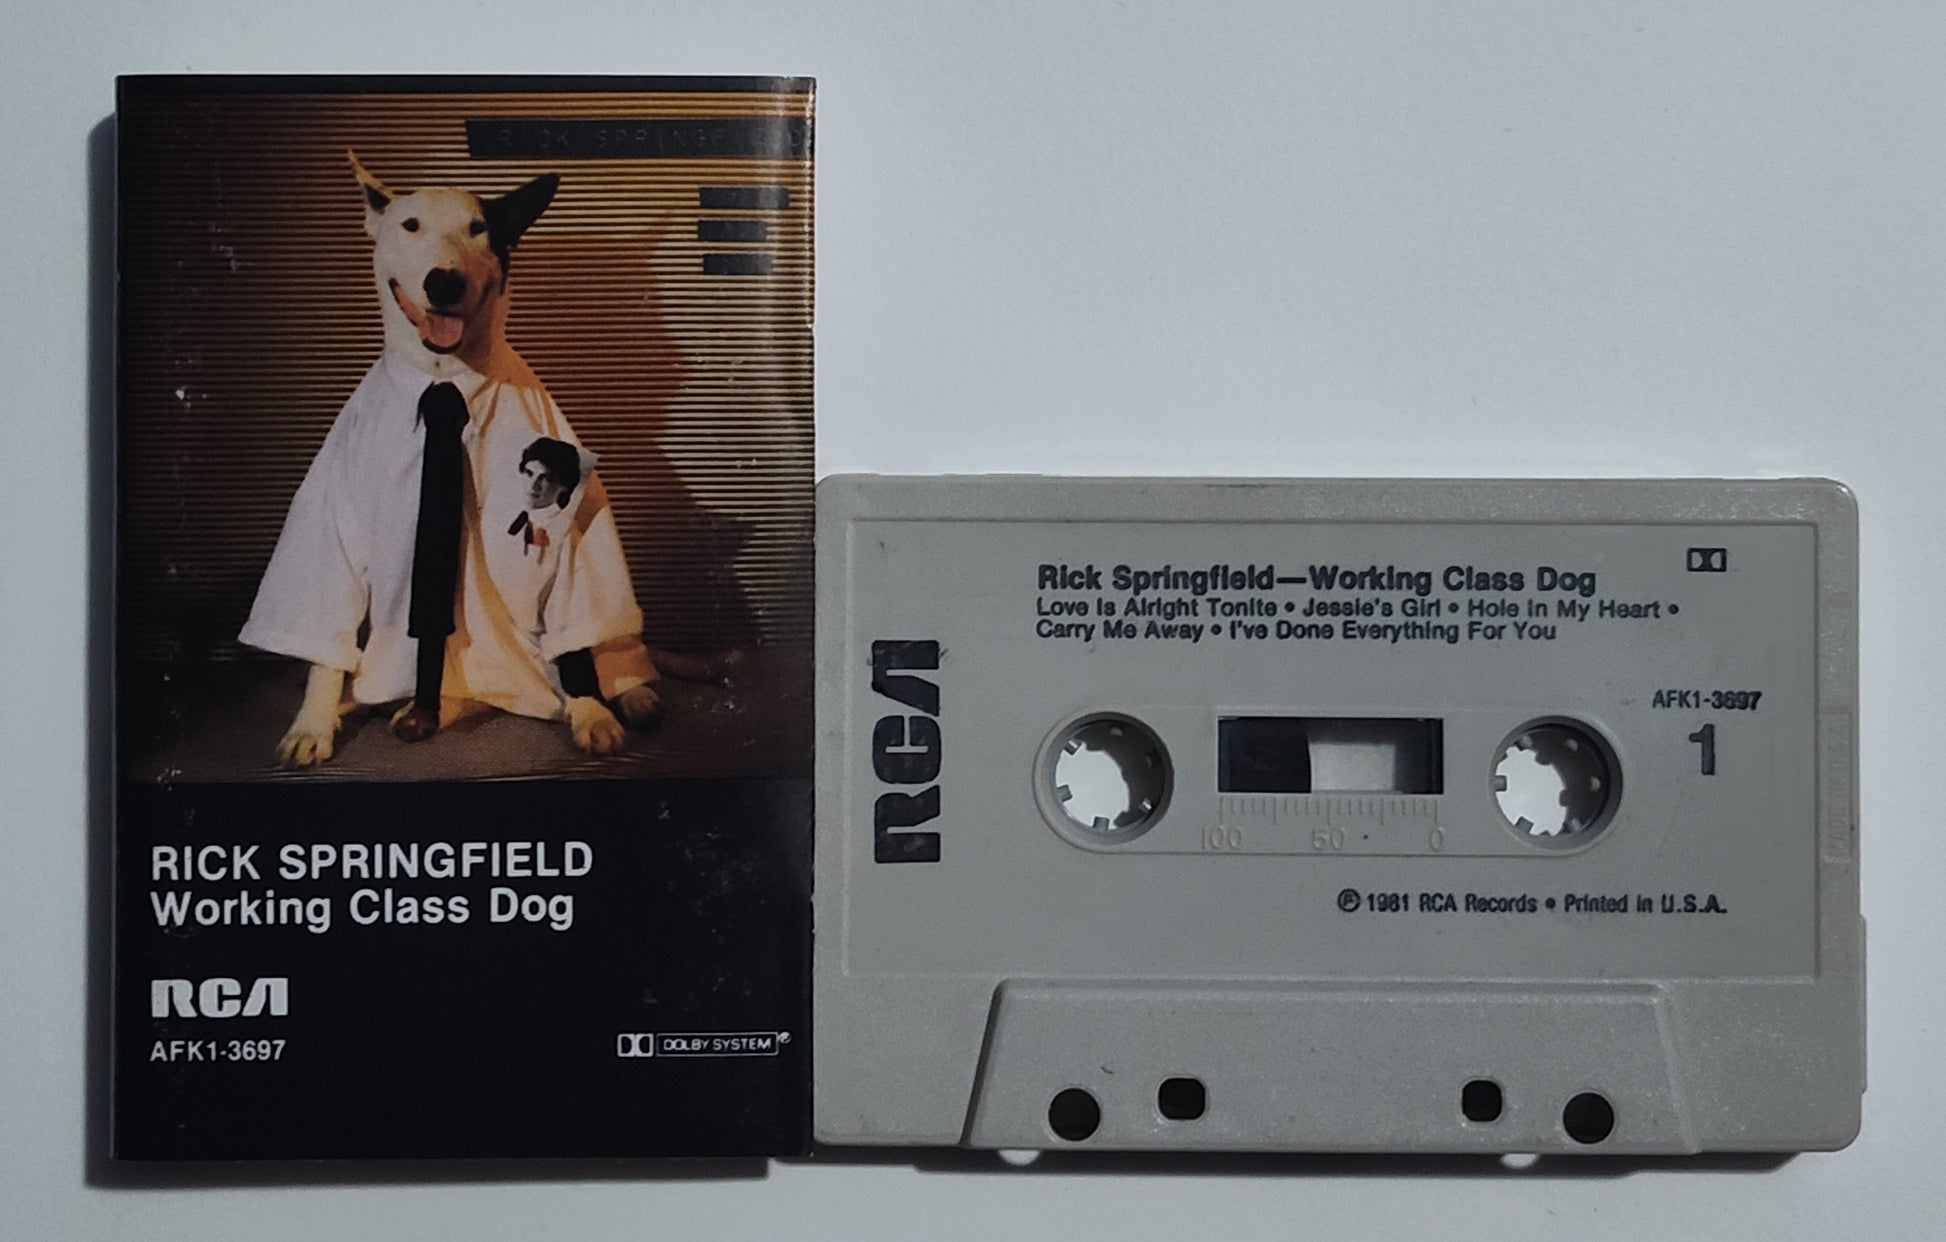 RICK SPRINGFIELD
RICK SPRINGFIELD
Working Class Dog
RCA
AFK1-3697
DOLBY SYSTEM®
Rick Springfield—Working Class Dog
Love Is Alright Tonite • Jessie's Girl • Hole In My Heart •
Carry Me Away • I've Done Everything For You
RCA
AFK1-3697
1
100 50 0
℗ 1981 RCA Records • Printed in U.S.A.
MADE IN U.S.A.